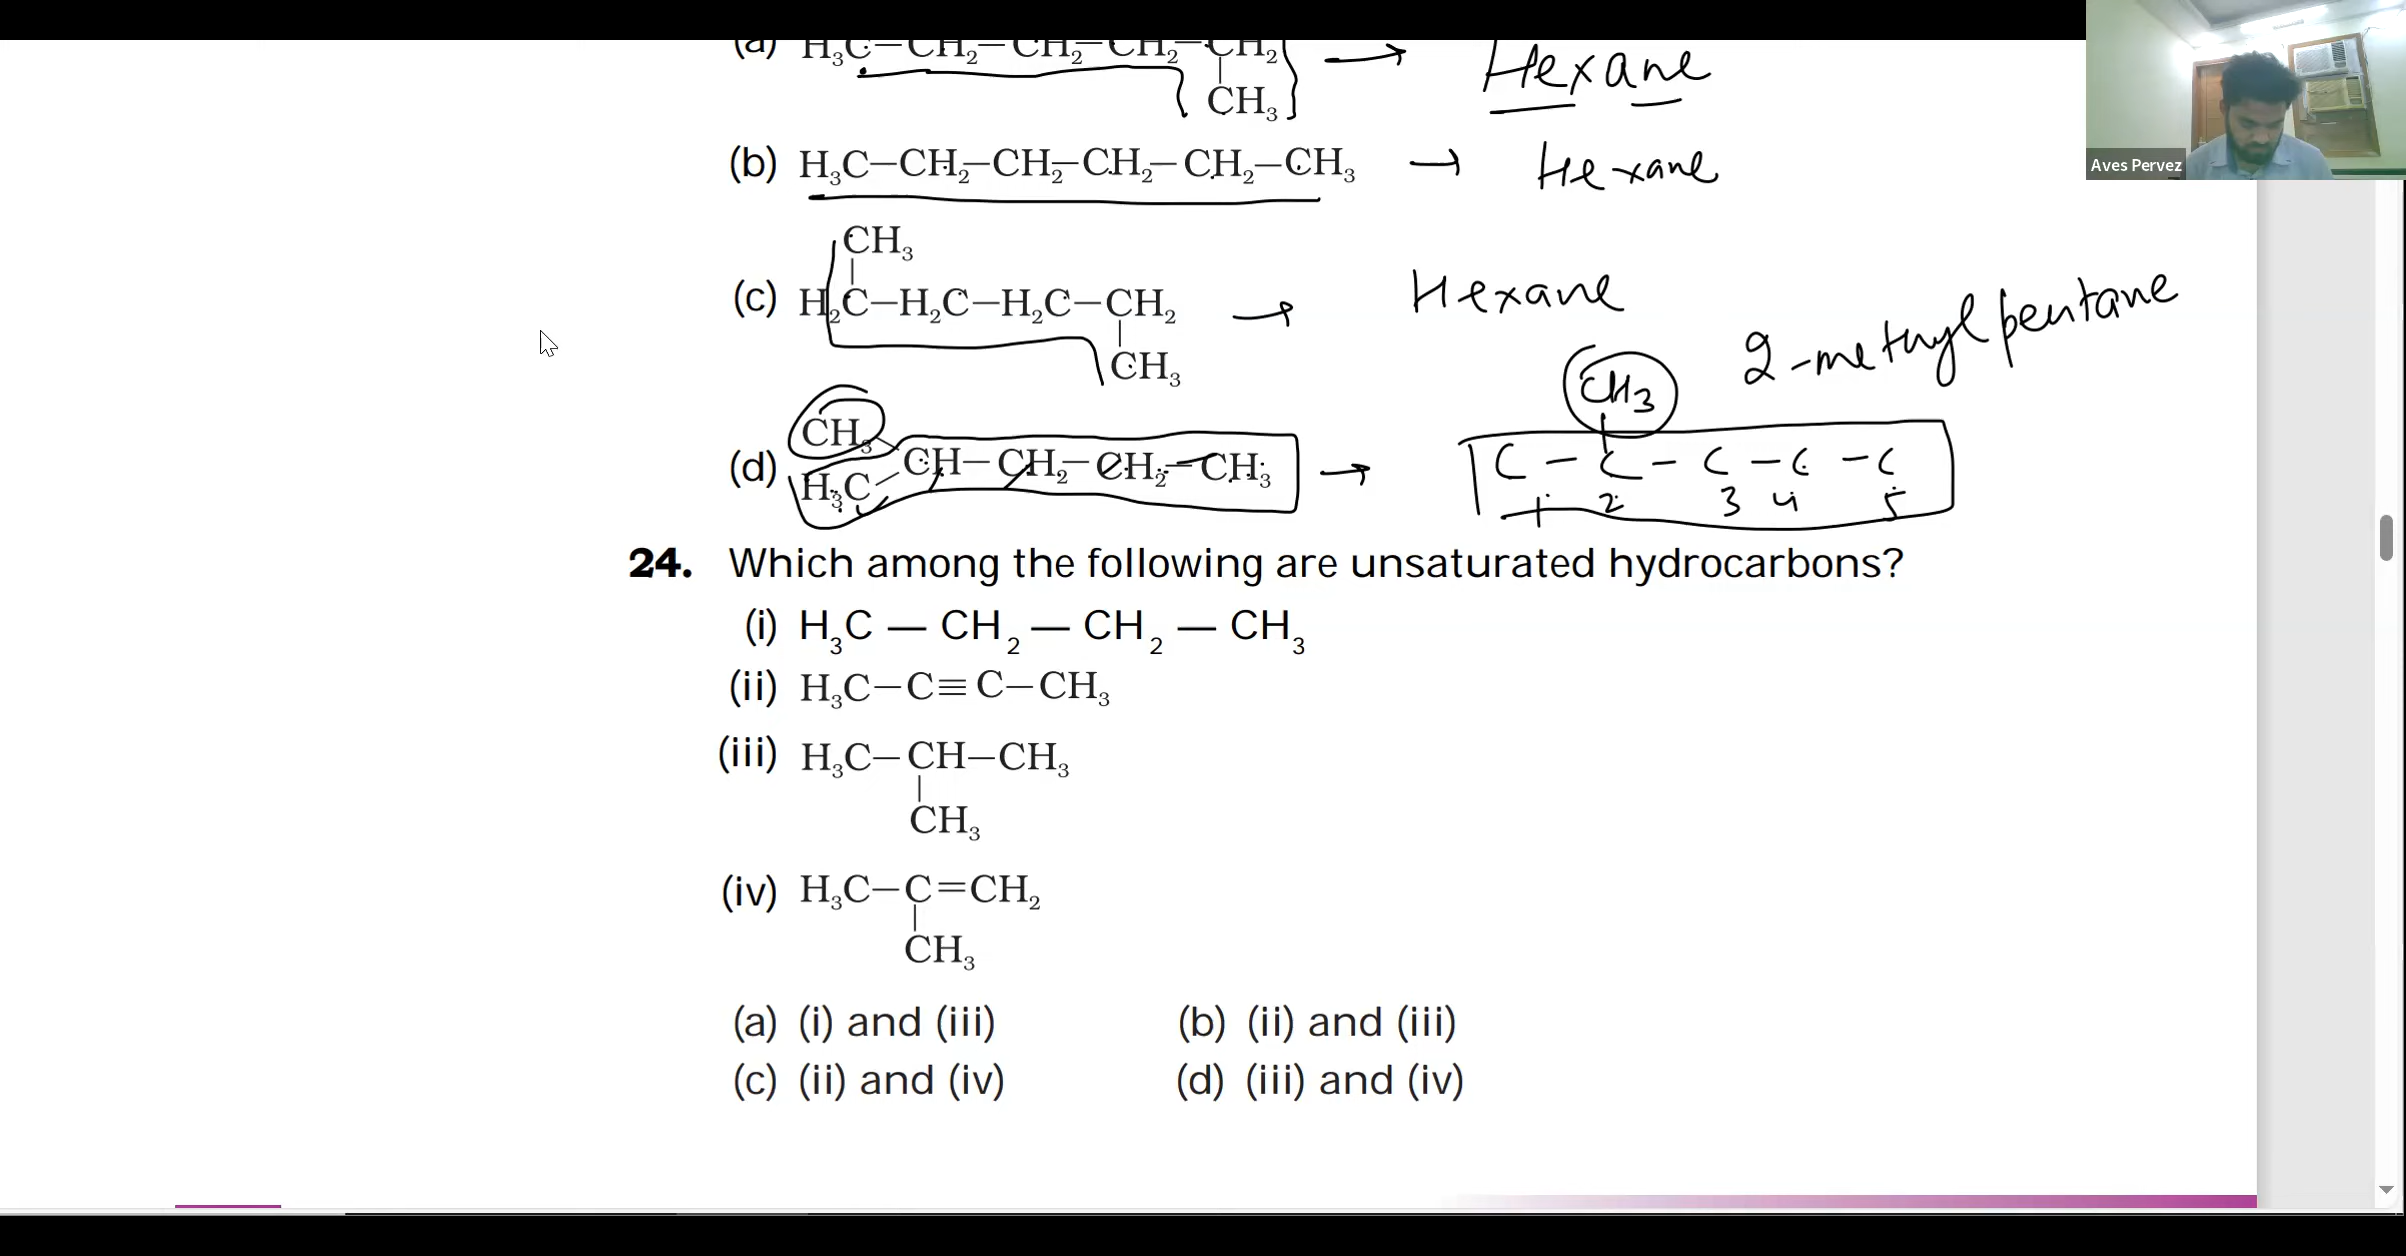 (a) H₃C—CH₂—CH₂—CH₂—CH₂ → Hexane
CH₃
(b) H₃C—CH₂—CH₂—CH₂—CH₂—CH₃ → Hexane
CH₃
(c) H₂C—H₂C—H₂C—CH₂ → Hexane
CH₃
2-methylpentane
CH₃
CH₃
(d) CH—CH₂—CH₂—CH₃ → C – C – C – C – C
H₃C
1 2 3 4 5
24. Which among the following are unsaturated hydrocarbons?
(i) H₃C — CH₂ — CH₂ — CH₃
(ii) H₃C—C≡C—CH₃
(iii) H₃C—CH—CH₃
CH₃
(iv) H₃C—C=CH₂
CH₃
(a) (i) and (iii) (b) (ii) and (iii)
(c) (ii) and (iv) (d) (iii) and (iv)
Aves Pervez